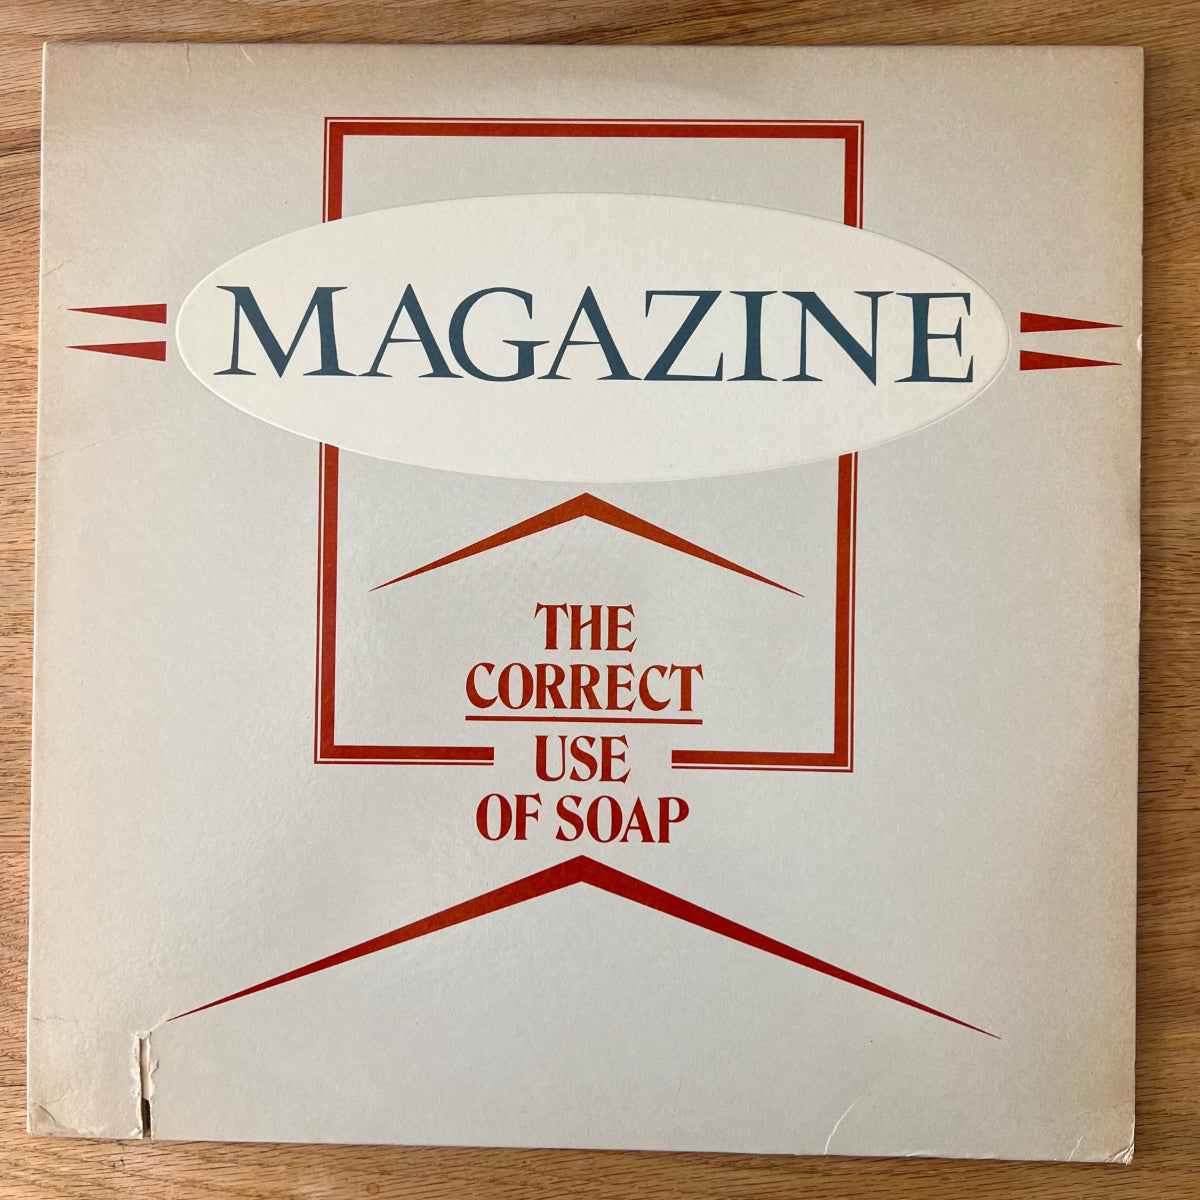 MAGAZINE
THE
CORRECT
USE
OF SOAP